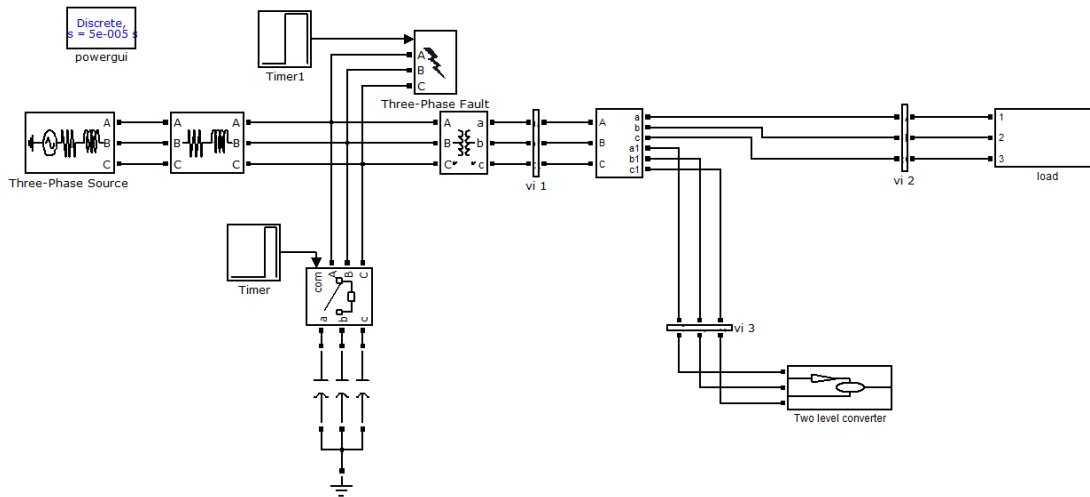 Discrete,
s = 5e-005 s
powergui
Timer1
A
B
C
Three-Phase Fault
A
B
C
Three-Phase Source
A A
B B
C C
A a
B b
C c
vi 1
A
B
C
a
b
c
a1
b1
c1
vi 2
1
2
3
load
Timer
com
A
B
C
a
b
c
vi 3
Two level converter